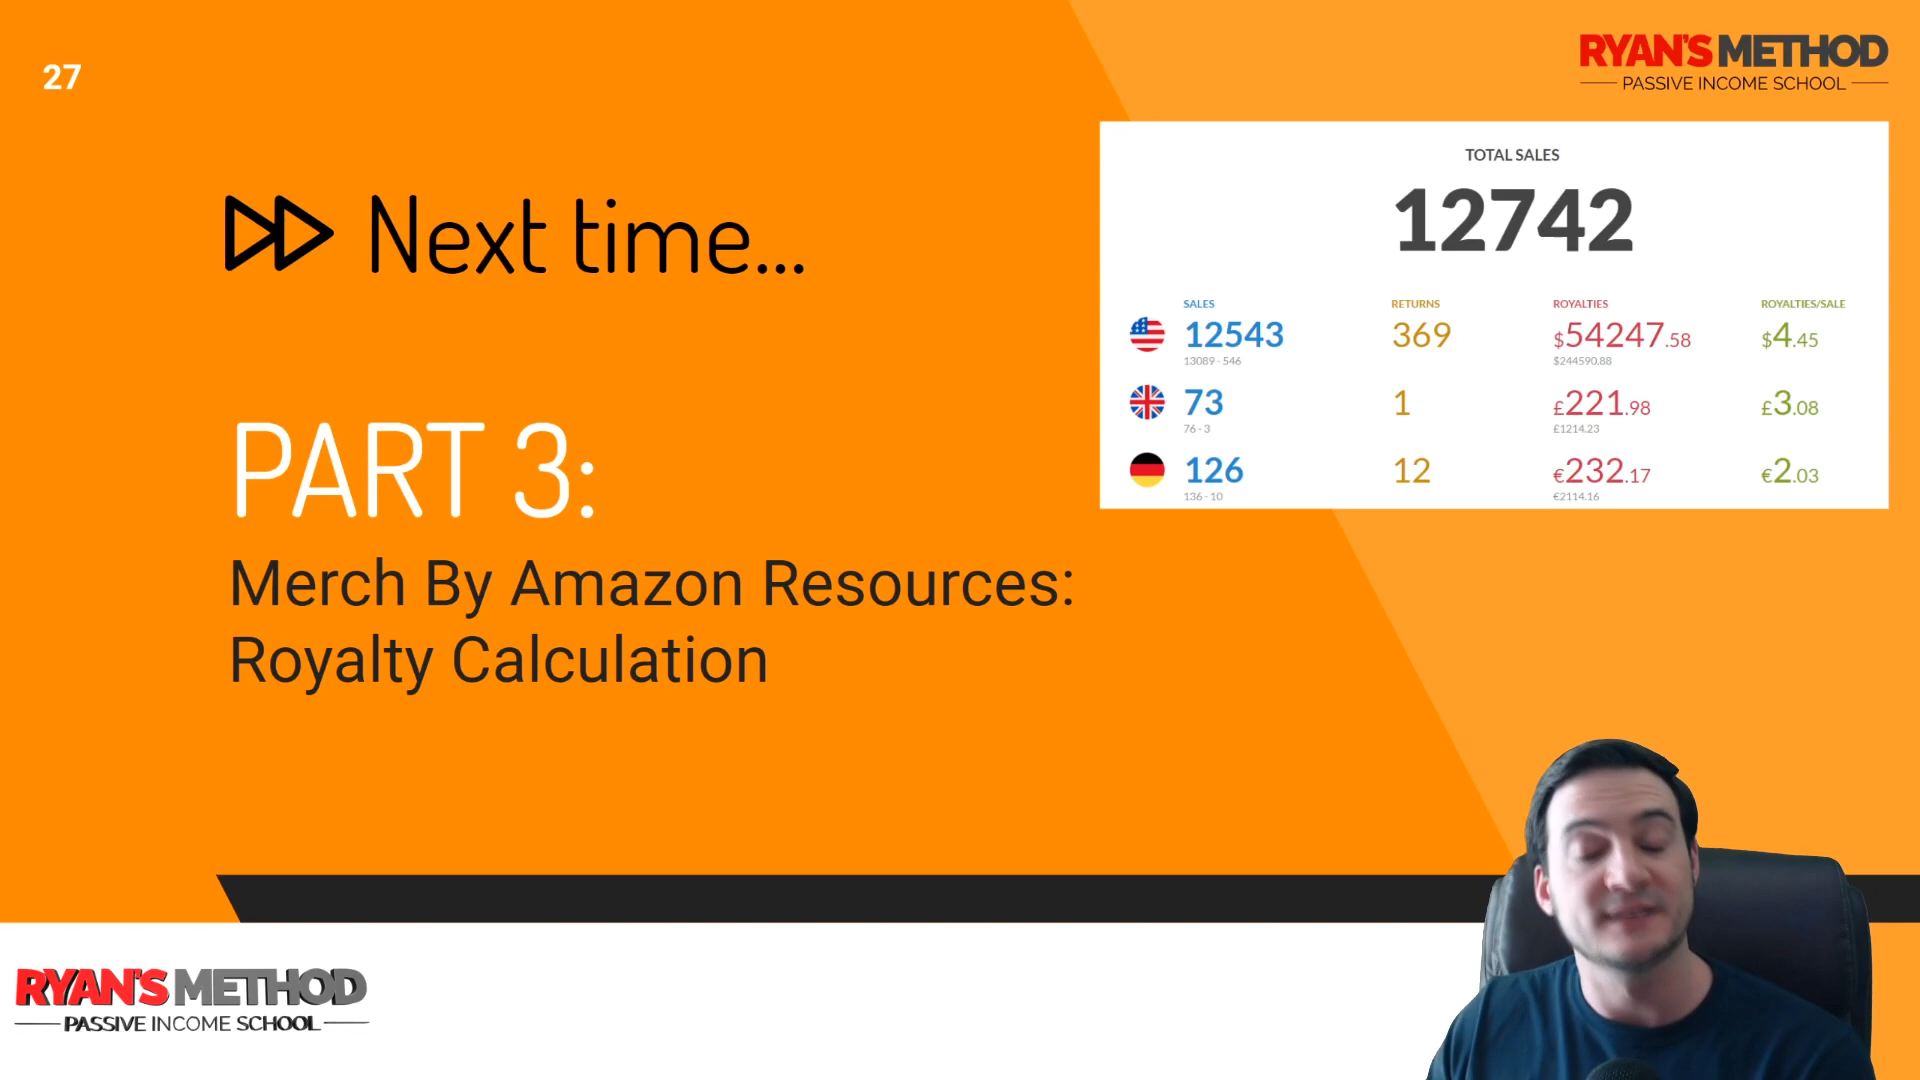 27
RYAN'S METHOD
PASSIVE INCOME SCHOOL
Next time...
PART 3:
Merch By Amazon Resources:
Royalty Calculation
TOTAL SALES
12742
SALES RETURNS ROYALTIES ROYALTIES/SALE
12543 369 $54247.58 $4.45
13089 - 546 $244590.88
73 1 £221.98 £3.08
76 - 3 £1214.23
126 12 €232.17 €2.03
136 - 10 €2114.16
RYAN'S METHOD
PASSIVE INCOME SCHOOL